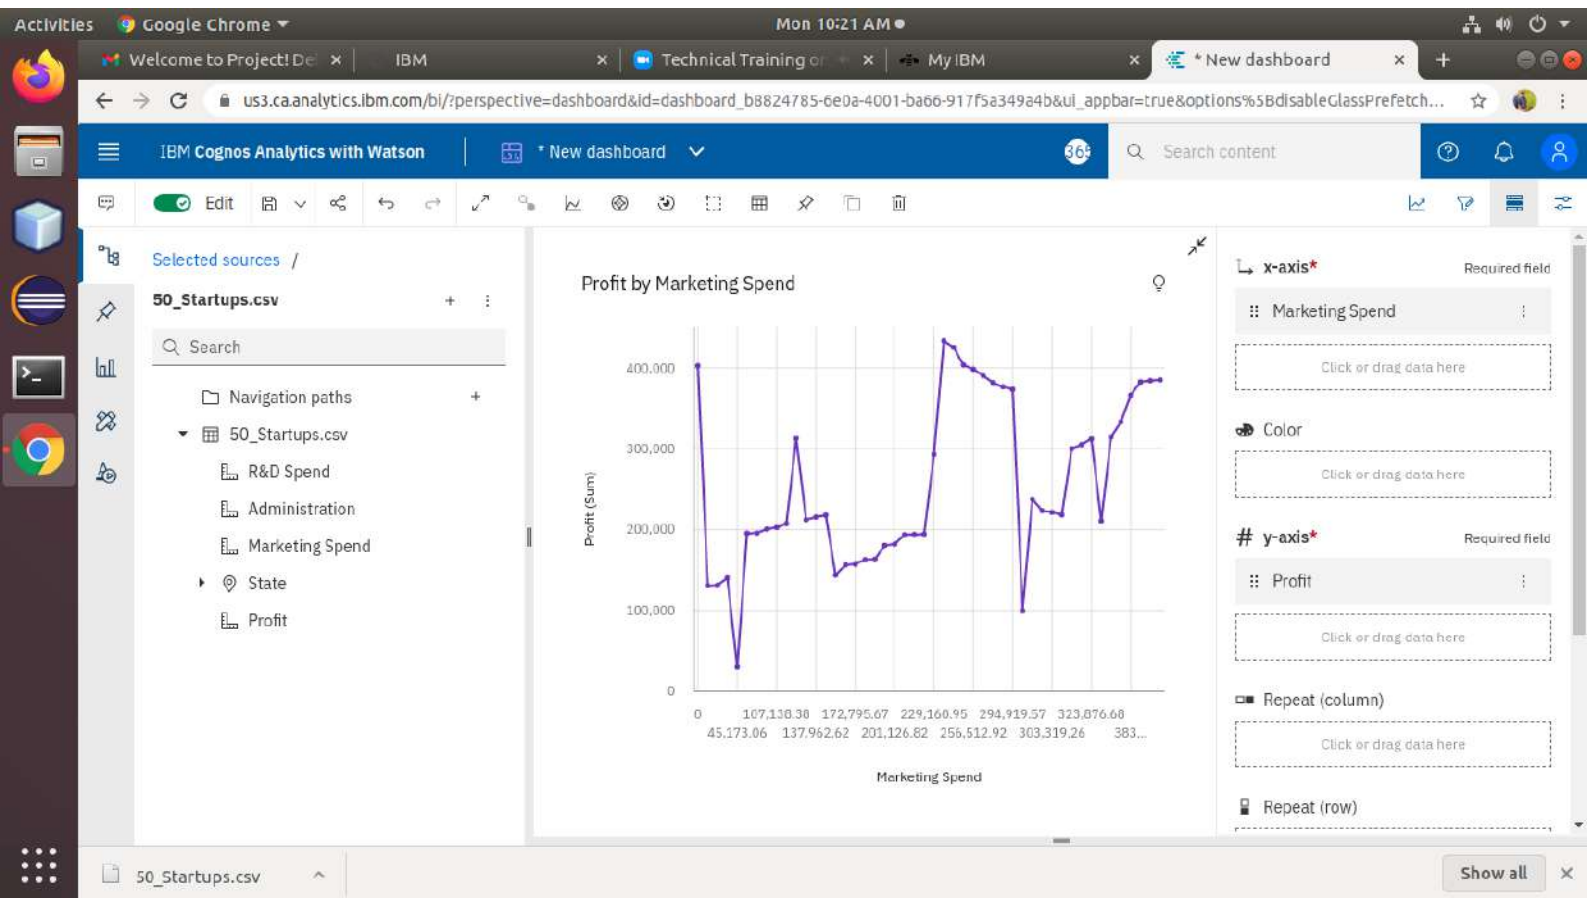 Activities Google Chrome Mon 10:21 AM
Welcome to Project! De IBM Technical Training or My IBM * New dashboard
us3.ca.analytics.ibm.com/bi/?perspective=dashboard&id=dashboard_b8824785-6e0a-4001-ba66-917f5a349a4b&ui_appbar=true&options%5BdisableGlassPrefetch...
IBM Cognos Analytics with Watson * New dashboard 365 Search content
Edit
Selected sources /
50_Startups.csv
Search
Navigation paths
50_Startups.csv
R&D Spend
Administration
Marketing Spend
State
Profit
Profit by Marketing Spend
400,000
300,000
200,000
100,000
0
Profit (Sum)
0 107,138.38 172,795.67 229,160.95 294,919.57 323,876.68
45,173.06 137,962.62 201,126.82 256,512.92 303,319.26 383...
Marketing Spend
x-axis* Required field
Marketing Spend
Click or drag data here
Color
Click or drag data here
# y-axis* Required field
Profit
Click or drag data here
Repeat (column)
Click or drag data here
Repeat (row)
50_Startups.csv Show all